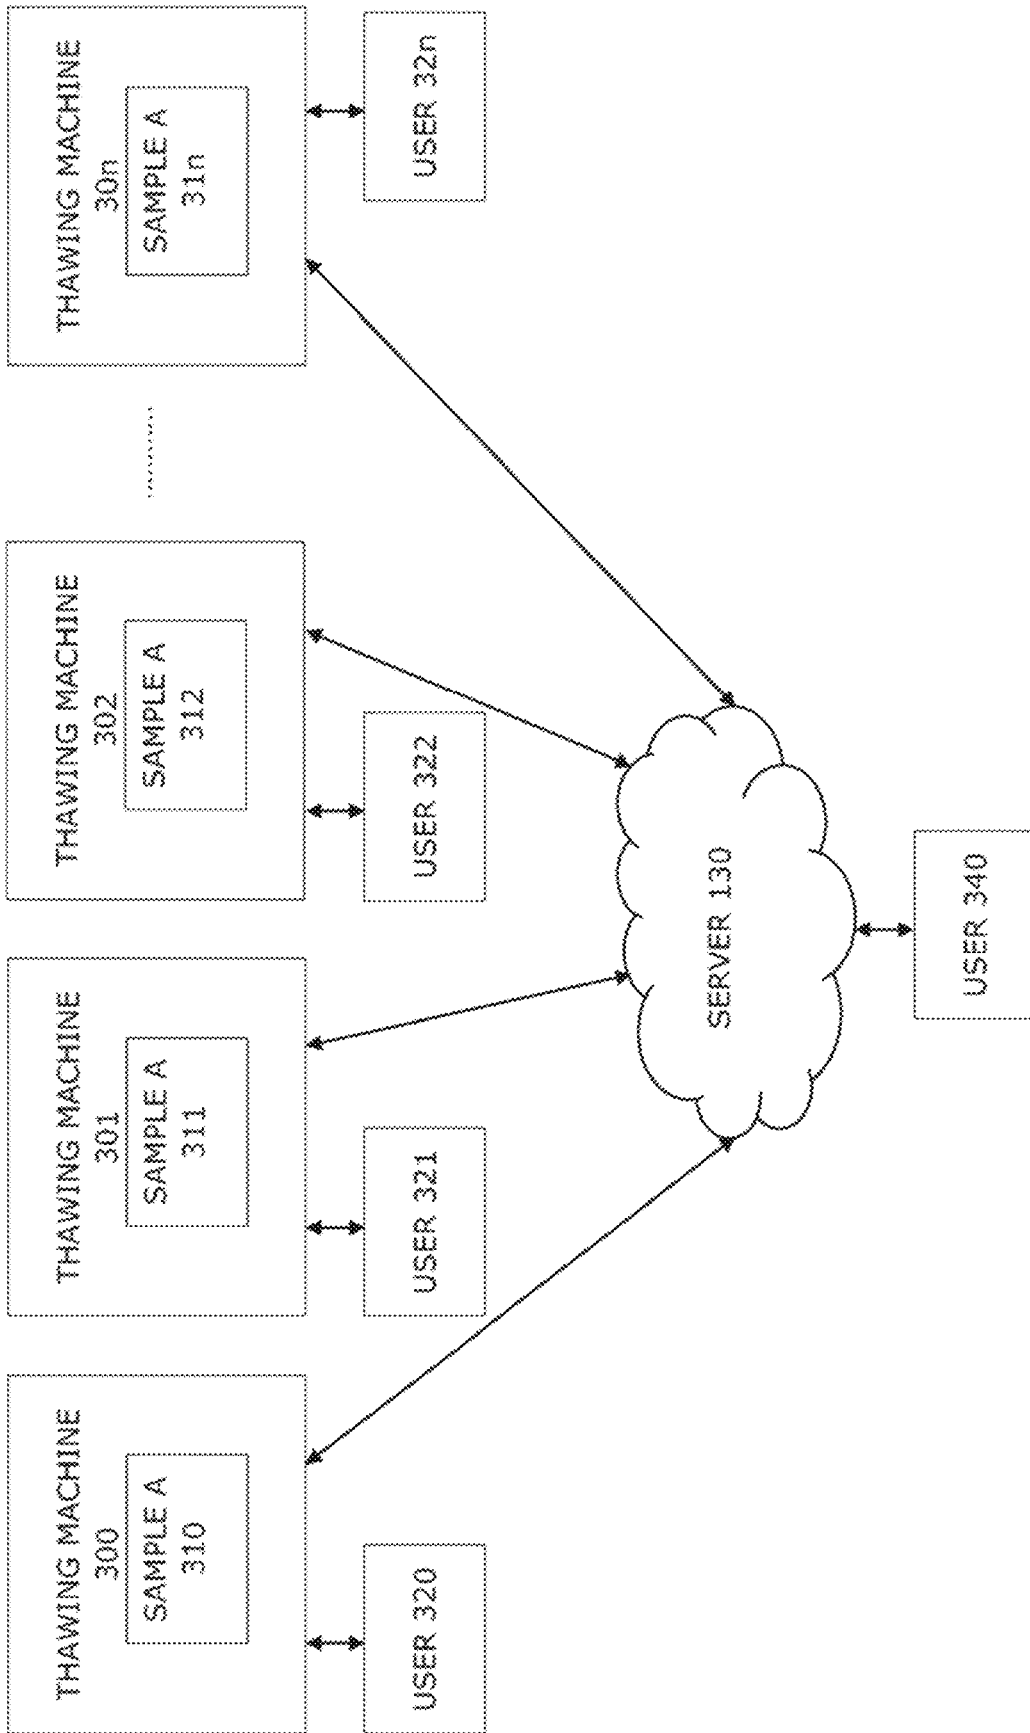 THAWING MACHINE
300
SAMPLE A
310
USER 320
THAWING MACHINE
301
SAMPLE A
311
USER 321
THAWING MACHINE
302
SAMPLE A
312
USER 322
THAWING MACHINE
30n
SAMPLE A
31n
USER 32n
SERVER 130
USER 340